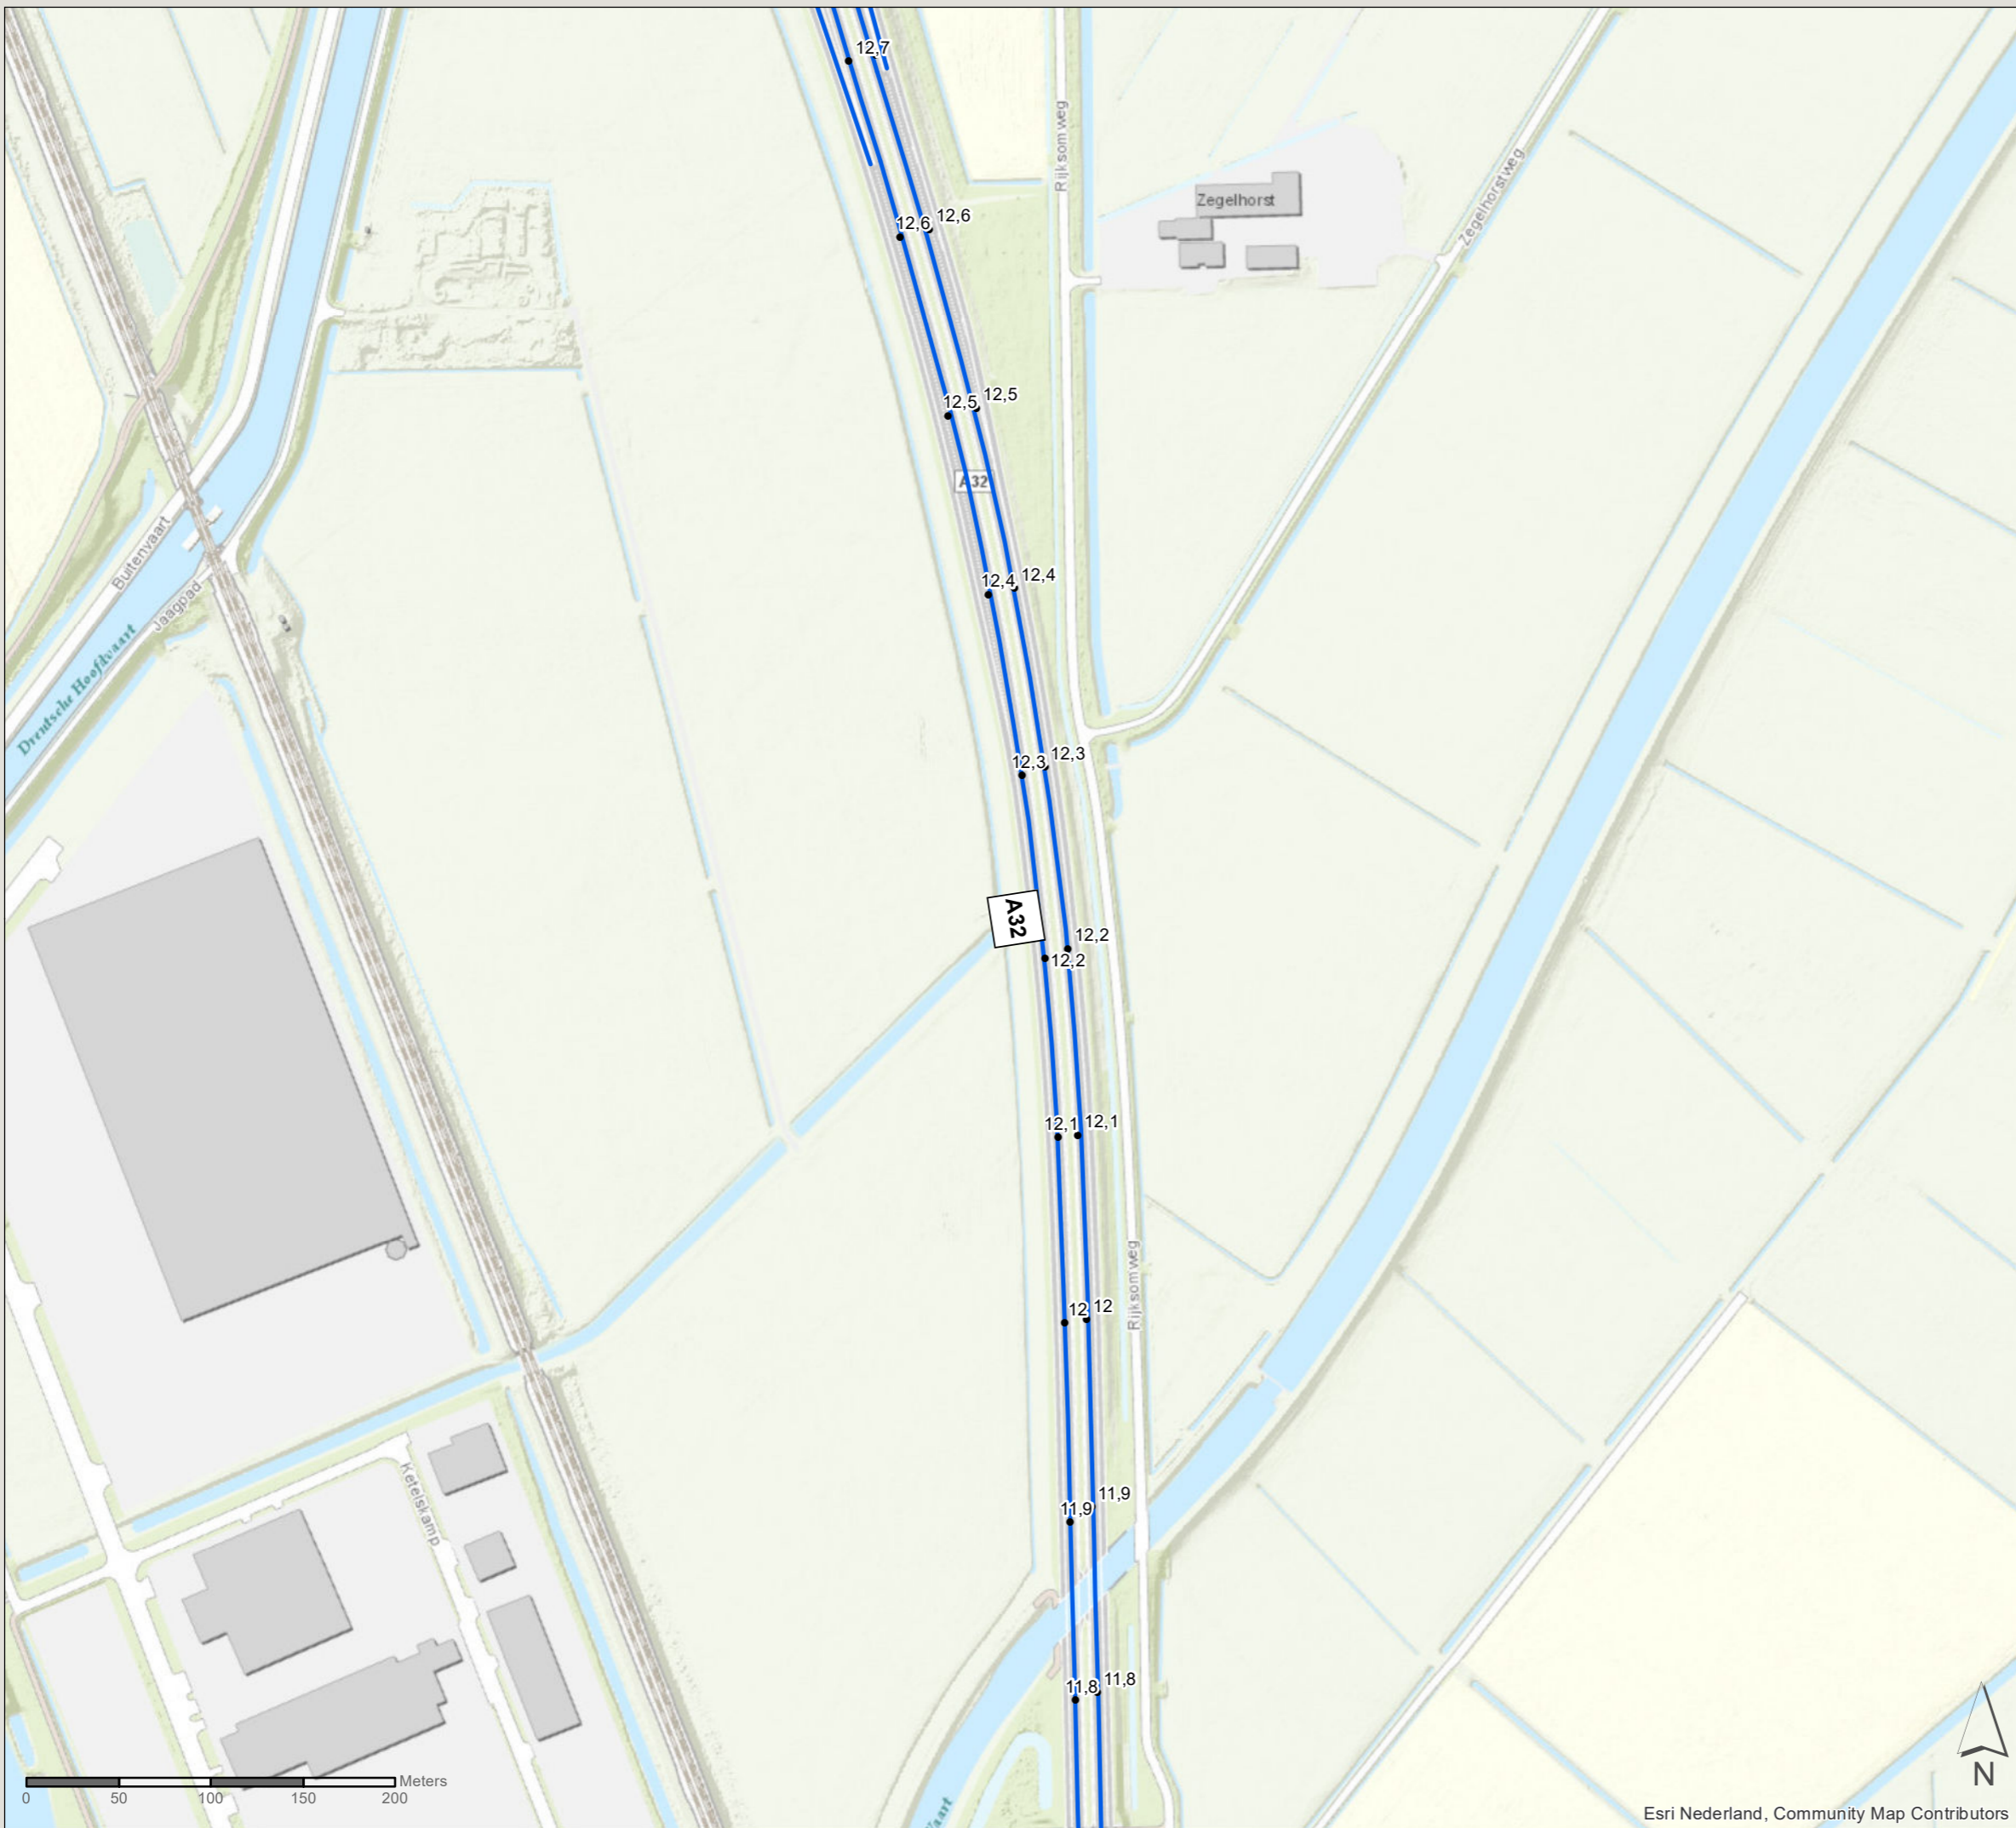 12,7
Rijksomweg
Zegelhorstweg
Zegelhorst
12,6
12,6
12,5
12,5
A32
Buitenvaart
12,4
12,4
Jaagpad
Drentsche Hoofdvaart
12,3
12,3
A32
12,2
12,2
12,1
12,1
Rijksomweg
12
12
Ketelskamp
11,9
11,9
11,8
11,8
Meters
0 50 100 150 200
N
Esri Nederland, Community Map Contributors